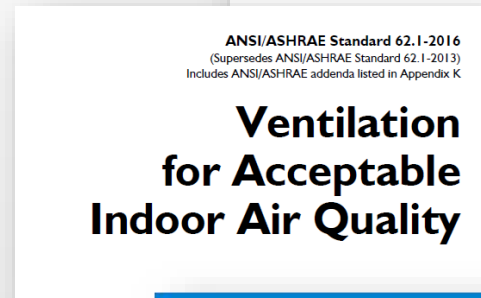 ANSI/ASHRAE Standard 62.1-2016
(Supersedes ANSI/ASHRAE Standard 62.1-2013)
Includes ANSI/ASHRAE addenda listed in Appendix K
Ventilation
for Acceptable
Indoor Air Quality